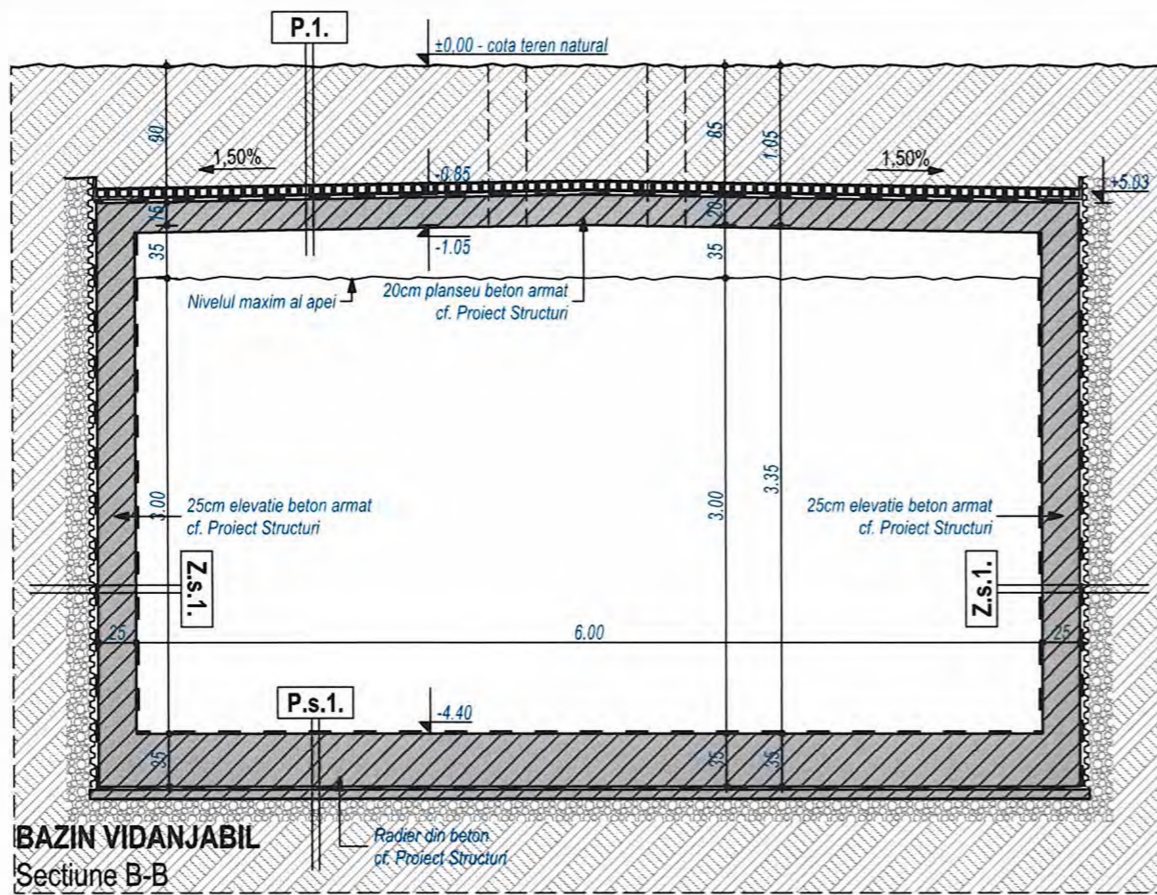 P.1.
±0,00 - cota teren natural
90
85
1.05
1,50%
1,50%
-0.85
+5.03
15
20
35
-1.05
35
Nivelul maxim al apei
20cm planseu beton armat
cf. Proiect Structuri
3.00
3.00
3.35
25cm elevatie beton armat
cf. Proiect Structuri
25cm elevatie beton armat
cf. Proiect Structuri
Z.s.1.
Z.s.1.
25
6.00
25
P.s.1.
-4.40
35
35
35
BAZIN VIDANJABIL
Sectiune B-B
Radier din beton
cf. Proiect Structuri